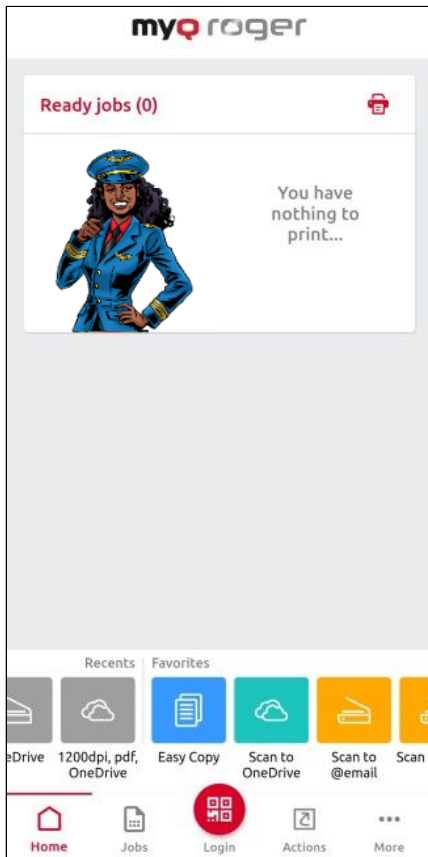 myQ roger
Ready jobs (0)
You have
nothing to
print...
Recents
Favorites
eDrive
1200dpi, pdf,
OneDrive
Easy Copy
Scan to
OneDrive
Scan to
@email
Scan
Home
Jobs
Login
Actions
More